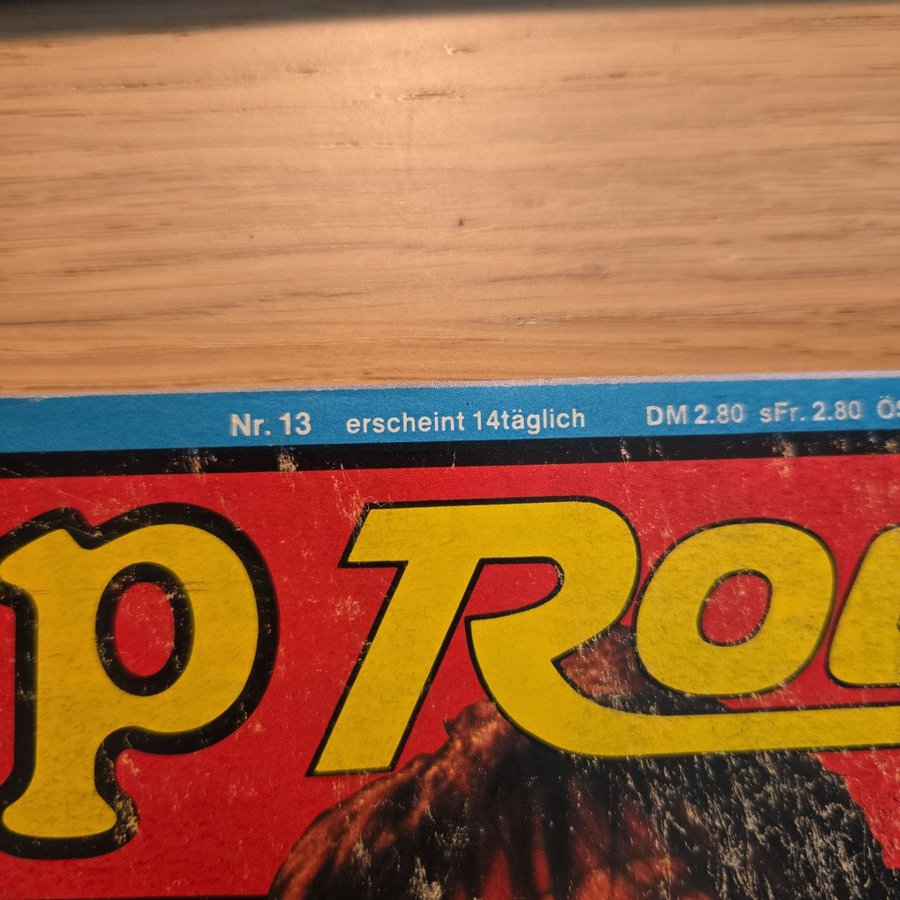 Nr. 13 erscheint 14täglich DM 2.80 sFr. 2.80
p Ro